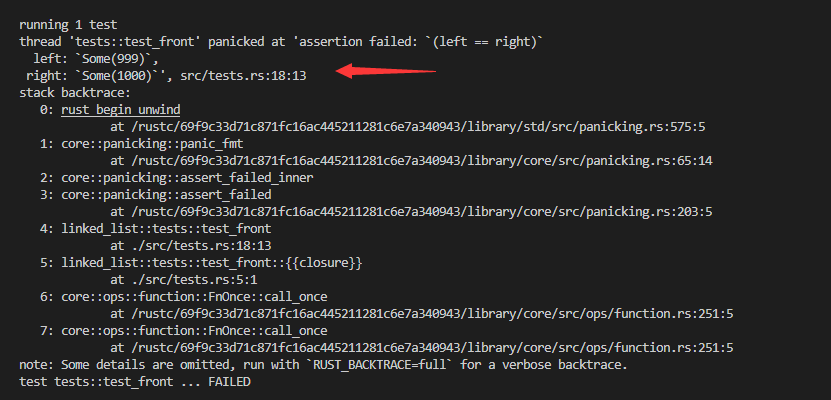 running 1 test
thread 'tests::test_front' panicked at 'assertion failed: `(left == right)`
  left: `Some(999)`,
 right: `Some(1000)`', src/tests.rs:18:13
stack backtrace:
   0: rust_begin_unwind
             at /rustc/69f9c33d71c871fc16ac445211281c6e7a340943/library/std/src/panicking.rs:575:5
   1: core::panicking::panic_fmt
             at /rustc/69f9c33d71c871fc16ac445211281c6e7a340943/library/core/src/panicking.rs:65:14
   2: core::panicking::assert_failed_inner
   3: core::panicking::assert_failed
             at /rustc/69f9c33d71c871fc16ac445211281c6e7a340943/library/core/src/panicking.rs:203:5
   4: linked_list::tests::test_front
             at ./src/tests.rs:18:13
   5: linked_list::tests::test_front::{{closure}}
             at ./src/tests.rs:5:1
   6: core::ops::function::FnOnce::call_once
             at /rustc/69f9c33d71c871fc16ac445211281c6e7a340943/library/core/src/ops/function.rs:251:5
   7: core::ops::function::FnOnce::call_once
             at /rustc/69f9c33d71c871fc16ac445211281c6e7a340943/library/core/src/ops/function.rs:251:5
note: Some details are omitted, run with `RUST_BACKTRACE=full` for a verbose backtrace.
test tests::test_front ... FAILED